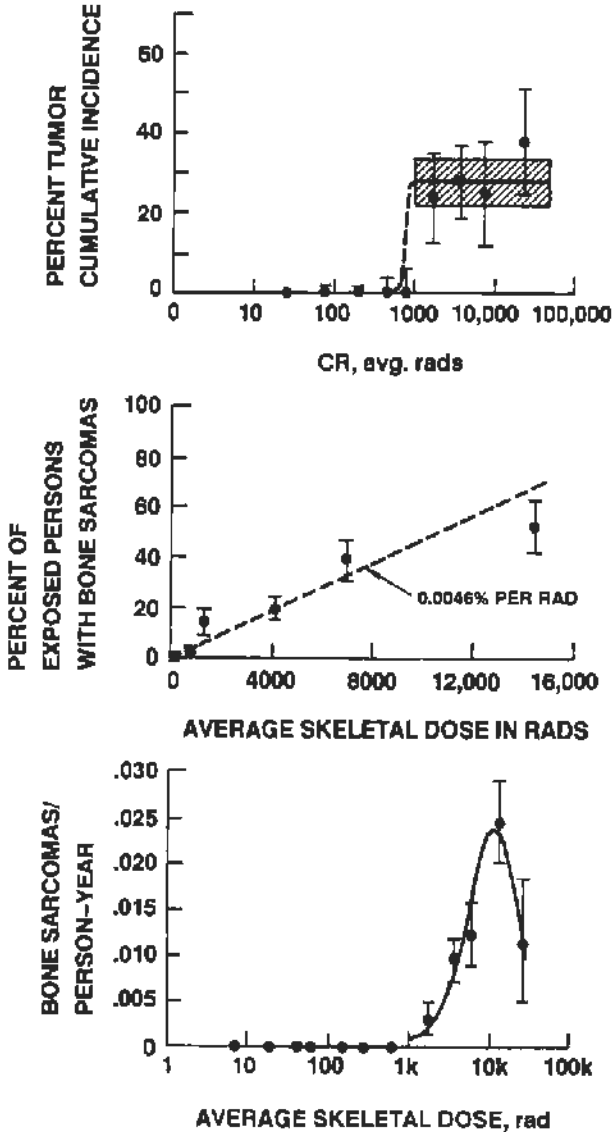 PERCENT TUMOR
CUMULATIVE INCIDENCE
60
40
20
0
0
10
100
1000
10,000
100,000
CR, avg. rads
PERCENT OF
EXPOSED PERSONS
WITH BONE SARCOMAS
100
80
60
40
20
0
0.0046% PER RAD
0
4000
8000
12,000
16,000
AVERAGE SKELETAL DOSE IN RADS
BONE SARCOMAS/
PERSON-YEAR
.030
.025
.020
.015
.010
.005
0
1
10
100
1k
10k
100k
AVERAGE SKELETAL DOSE, rad